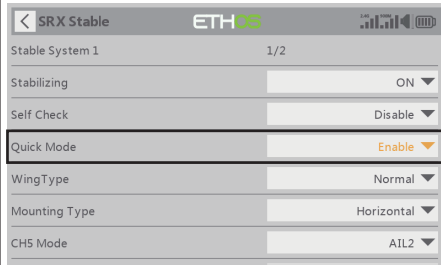 SRX Stable ETHOS
Stable System 1 1/2
Stabilizing ON
Self Check Disable
Quick Mode Enable
WingType Normal
Mounting Type Horizontal
CH5 Mode AIL2